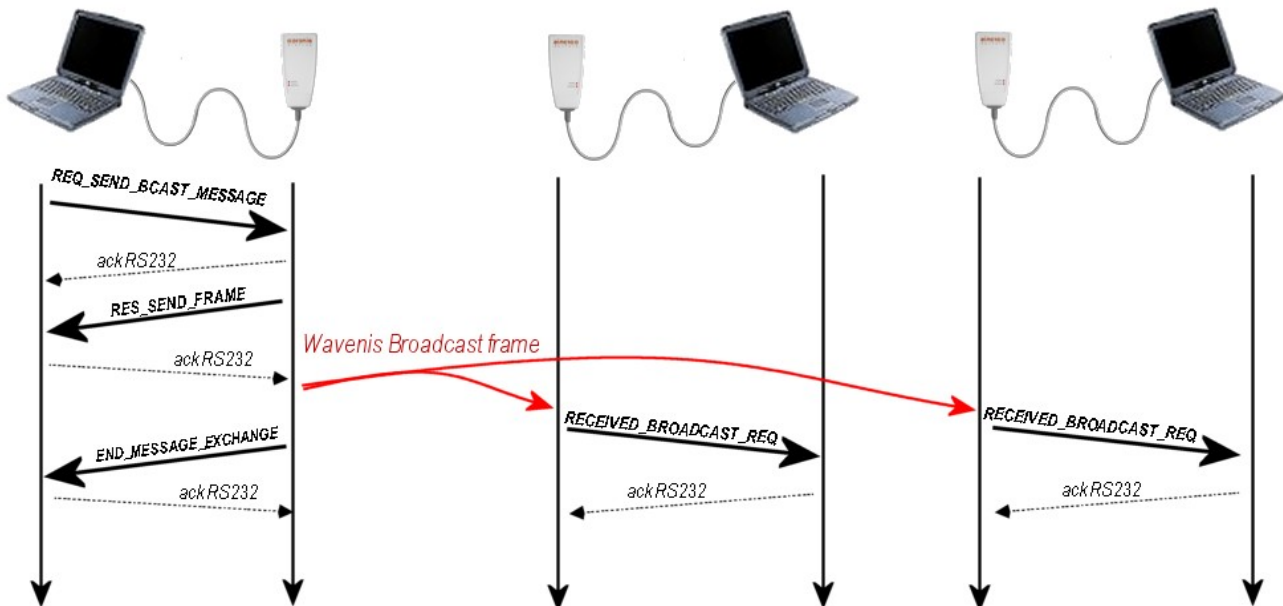 REQ_SEND_BCAST_MESSAGE
ackRS232
RES_SEND_FRAME
Wavenis Broadcast frame
ackRS232
RECEIVED_BROADCAST_REQ
RECEIVED_BROADCAST_REQ
END_MESSAGE_EXCHANGE
ackRS232
ackRS232
ackRS232